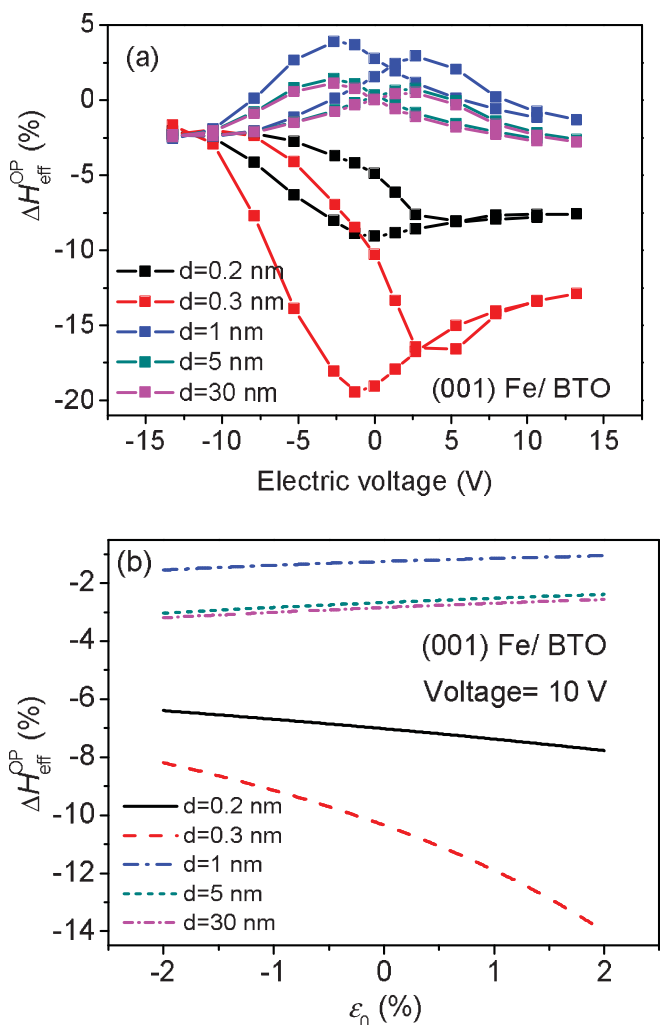 (a)
5
0
-5
-10
-15
-20
ΔH_eff^OP (%)
d=0.2 nm
d=0.3 nm
d=1 nm
d=5 nm
d=30 nm
(001) Fe/ BTO
-15 -10 -5 0 5 10 15
Electric voltage (V)
(b)
-2
-4
-6
-8
-10
-12
-14
ΔH_eff^OP (%)
(001) Fe/ BTO
Voltage= 10 V
d=0.2 nm
d=0.3 nm
d=1 nm
d=5 nm
d=30 nm
-2 -1 0 1 2
ε₀ (%)